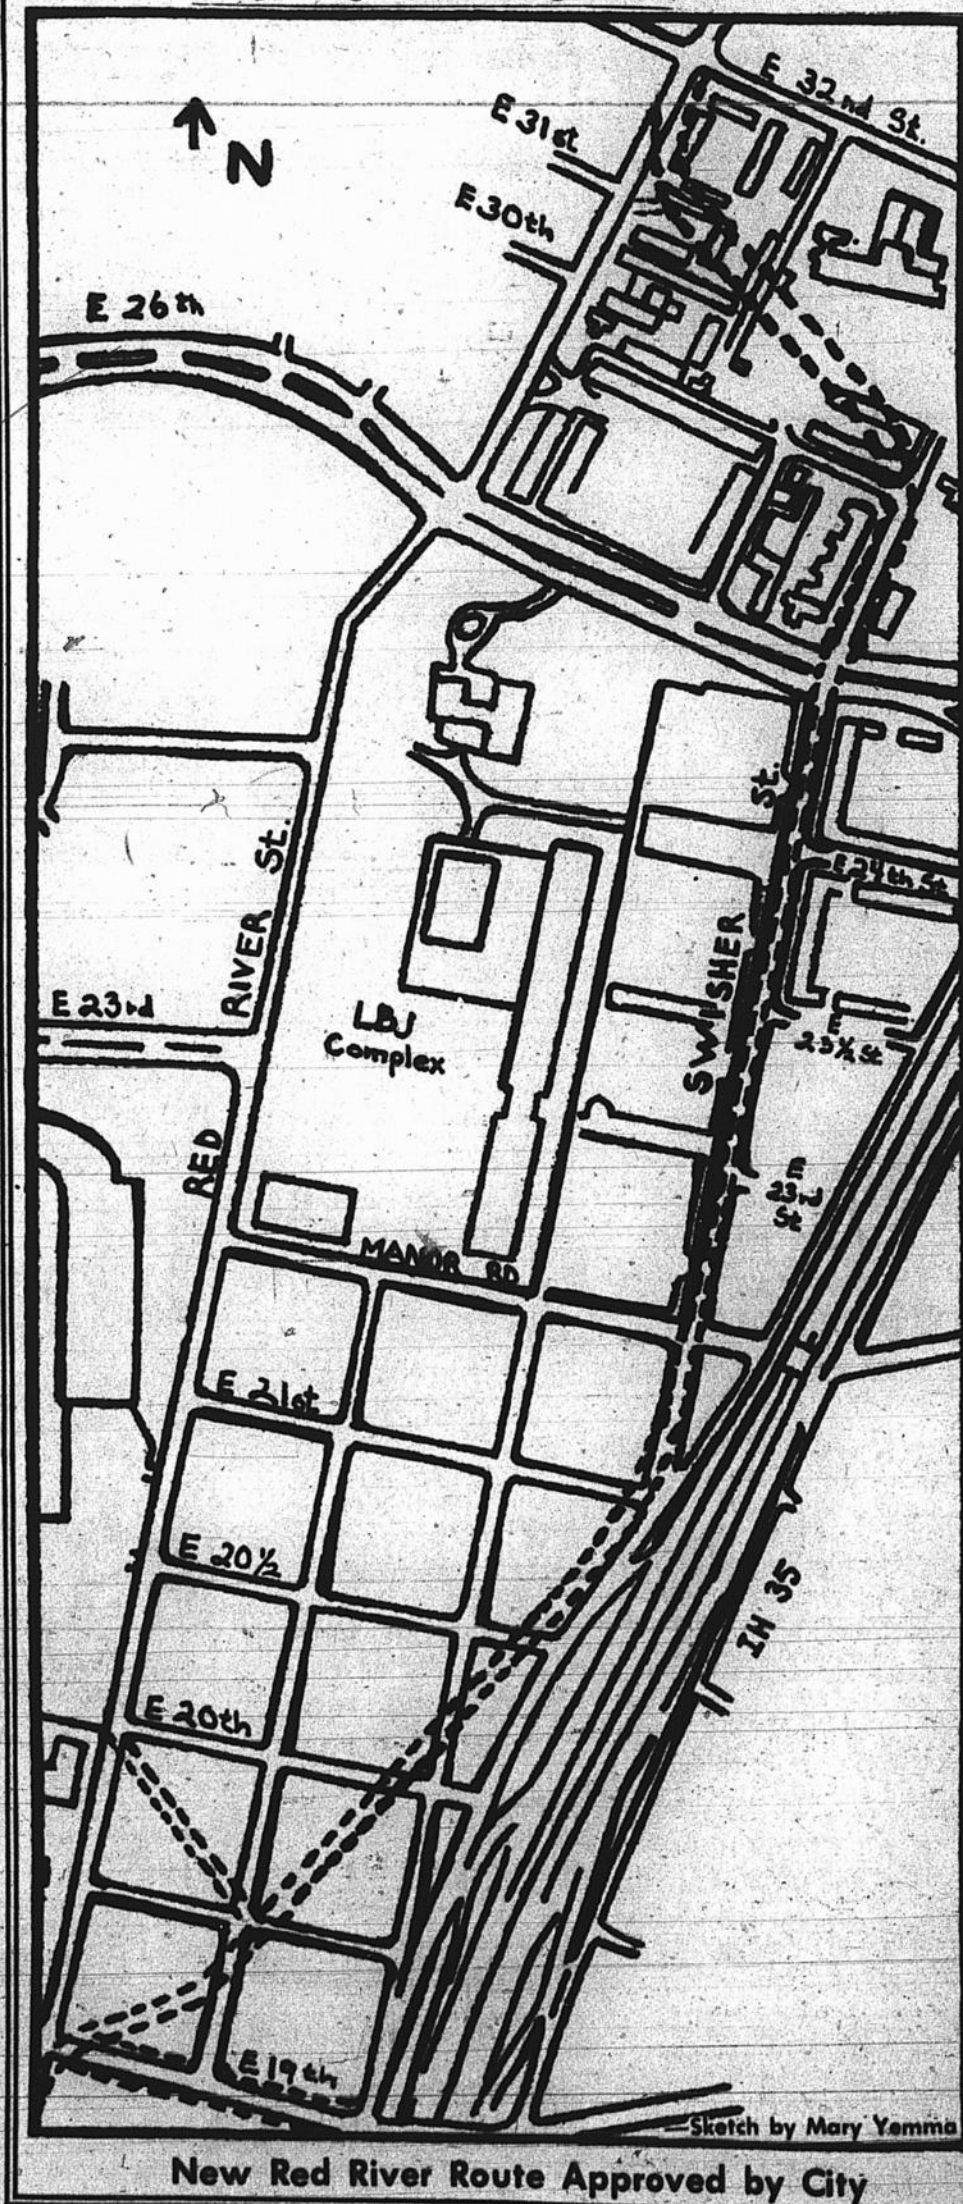 E 32nd St.
E 31st
E 30th
N
E 26th
St.
E 24th St
SWISHER
RIVER St.
E 23rd
LBJ
Complex
E
23½ St
RED
E
23rd
St
MANOR RD
E 21st
E 20½
IH 35
E 20th
E 19th
Sketch by Mary Yemma
New Red River Route Approved by City